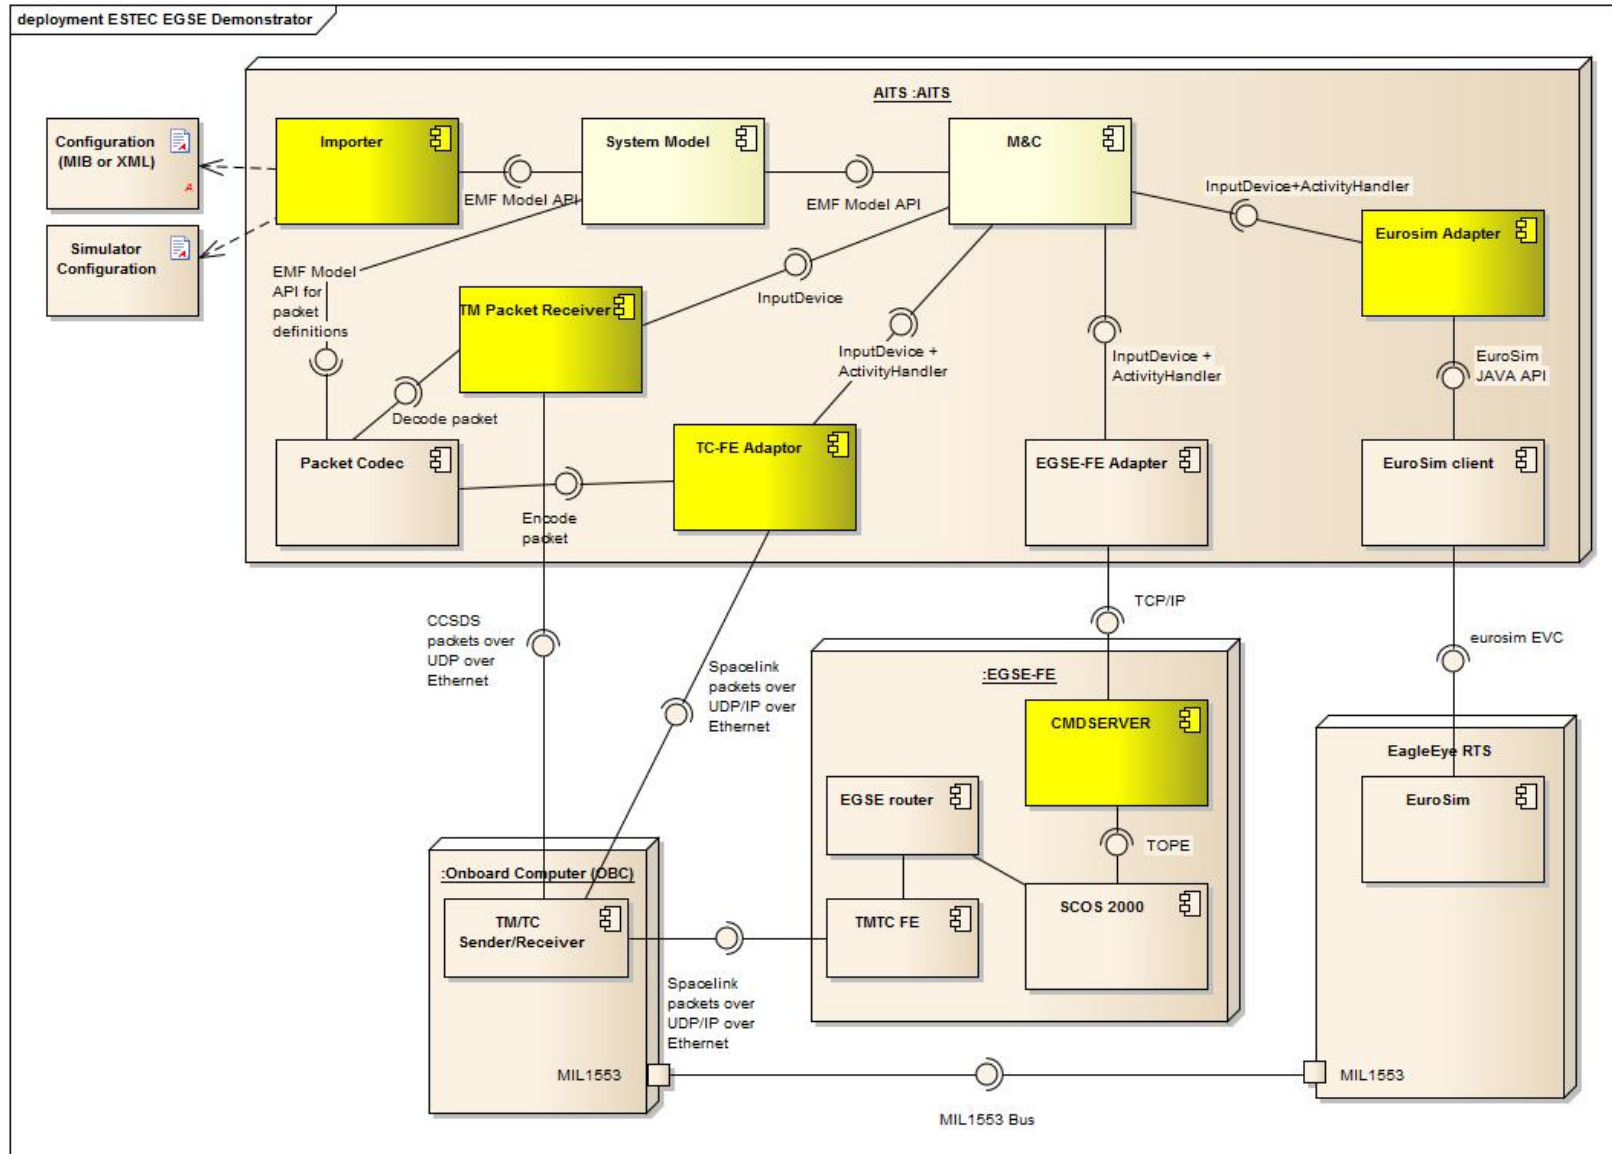 deployment ESTEC EGSE Demonstrator
AITS :AITS
Configuration
(MIB or XML)
A
Simulator
Configuration
Importer
EMF Model API
System Model
EMF Model API
M&C
InputDevice+ActivityHandler
Eurosim Adapter
EMF Model
API for
packet
definitions
TM Packet Receiver
InputDevice
InputDevice +
ActivityHandler
InputDevice +
ActivityHandler
EuroSim
JAVA API
Decode packet
Packet Codec
TC-FE Adaptor
EGSE-FE Adapter
EuroSim client
Encode
packet
CCSDS
packets over
UDP over
Ethernet
Spacelink
packets over
UDP/IP over
Ethernet
TCP/IP
eurosim EVC
:EGSE-FE
CMDSERVER
EGSE router
TOPE
TMTC FE
SCOS 2000
EagleEye RTS
EuroSim
:Onboard Computer (OBC)
TM/TC
Sender/Receiver
Spacelink
packets over
UDP/IP over
Ethernet
MIL1553
MIL1553
MIL1553 Bus